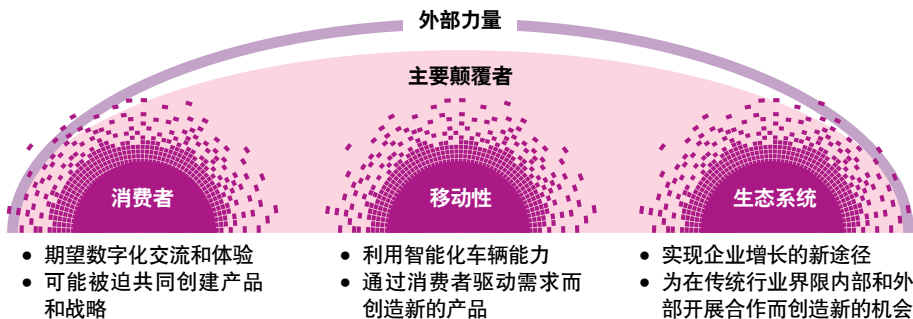 外部力量
主要颠覆者
消费者
移动性
生态系统
● 期望数字化交流和体验
● 可能被迫共同创建产品
和战略
● 利用智能化车辆能力
● 通过消费者驱动需求而
创造新的产品
● 实现企业增长的新途径
● 为在传统行业界限内部和外
部开展合作而创造新的机会